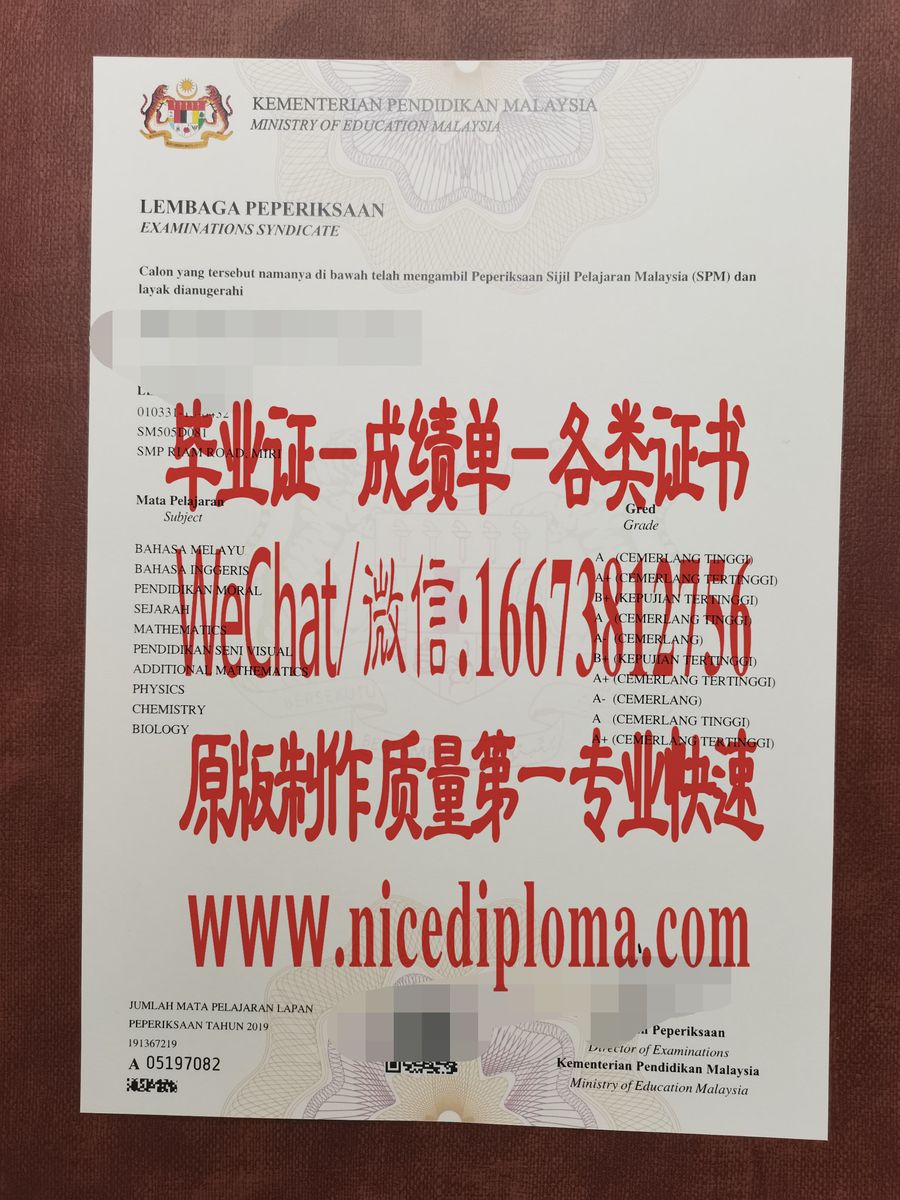 KEMENTERIAN PENDIDIKAN MALAYSIA
MINISTRY OF EDUCATION MALAYSIA
LEMBAGA PEPERIKSAAN
EXAMINATIONS SYNDICATE
Calon yang tersebut namanya di bawah telah mengambil Peperiksaan Sijil Pelajaran Malaysia (SPM) dan
layak dianugerahi
SM505D081
SMP RIAM ROAD, MIRI
毕业证一成绩单一各类证书
Mata Pelajaran Gred
Subject Grade
BAHASA MELAYU A (CEMERLANG TINGGI)
BAHASA INGGERIS A+ (CEMERLANG TERTINGGI)
PENDIDIKAN MORAL B+ (KEPUJIAN TERTINGGI)
SEJARAH A (CEMERLANG TINGGI)
MATHEMATICS A- (CEMERLANG)
PENDIDIKAN SENI VISUAL B+ (KEPUJIAN TERTINGGI)
ADDITIONAL MATHEMATICS A+ (CEMERLANG TERTINGGI)
PHYSICS A- (CEMERLANG)
CHEMISTRY A (CEMERLANG TINGGI)
BIOLOGY A+ (CEMERLANG TERTINGGI)
WeChat/微信:16673812756
原版制作质量第一专业快速
www.nicediploma.com
JUMLAH MATA PELAJARAN LAPAN
PEPERIKSAAN TAHUN 2019
191367219
A 05197082
Peperiksaan
Director of Examinations
Kementerian Pendidikan Malaysia
Ministry of Education Malaysia